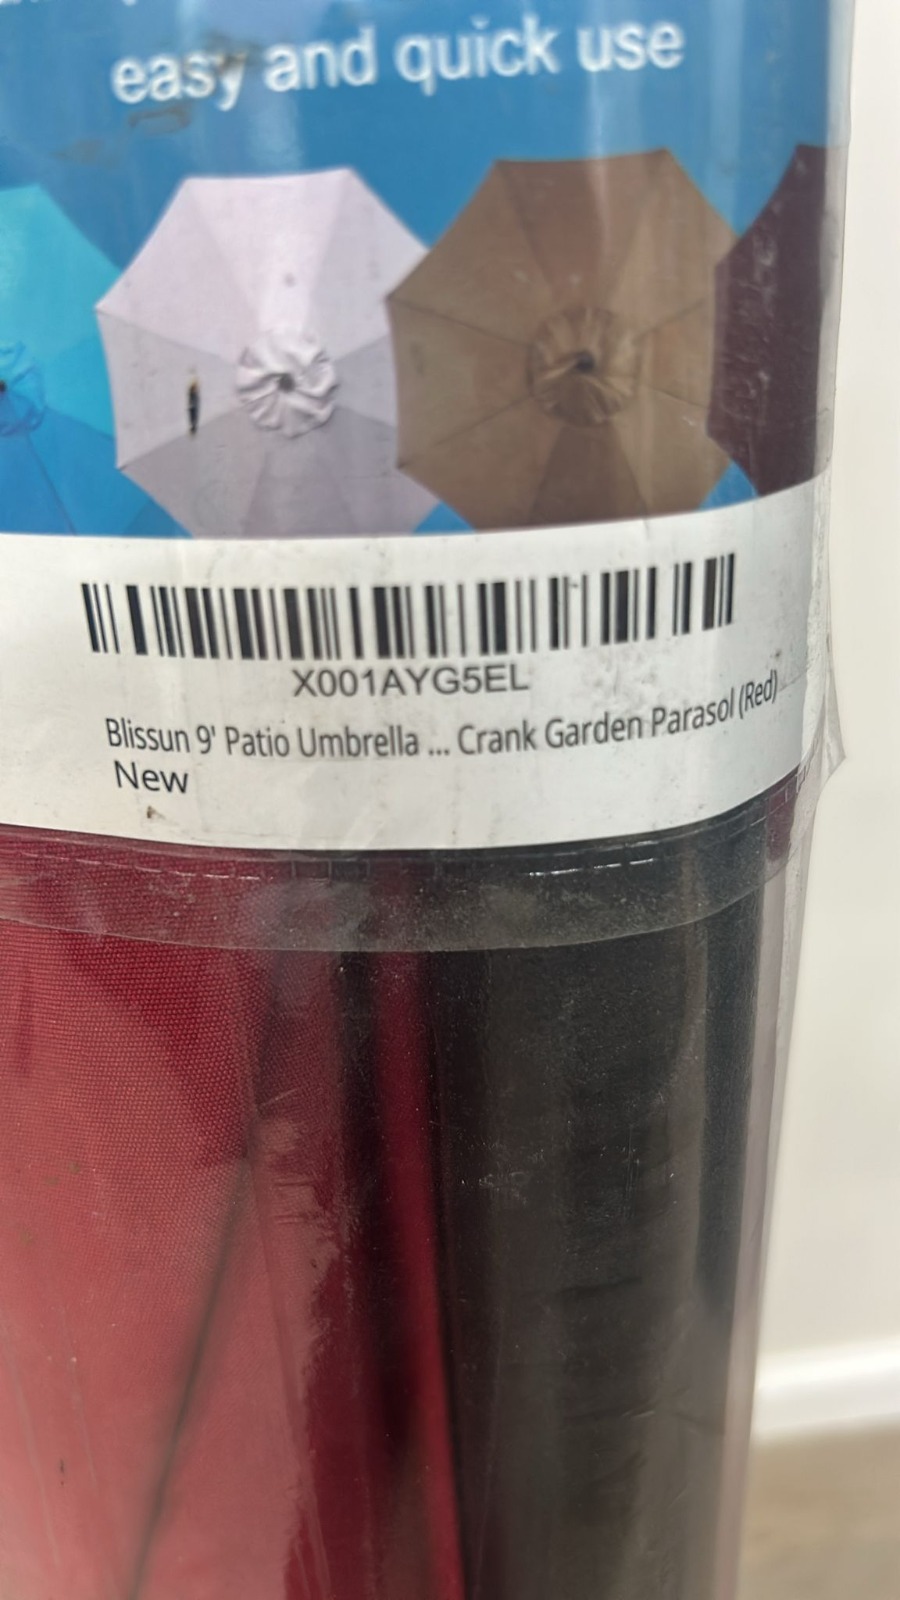 easy and quick use
X001AYG5EL
Blissun 9' Patio Umbrella ... Crank Garden Parasol (Red)
New